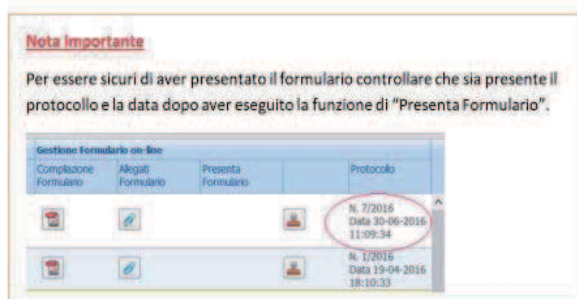 Nota Importante
Per essere sicuri di aver presentato il formulario controllare che sia presente il
protocollo e la data dopo aver eseguito la funzione di "Presenta Formulario".
Gestione Formulario on-line
Compilazione Formulario
Allegati Formulario
Presenta Formulario
Protocollo
N. 7/2016
Data 30-06-2016
11:09:34
N. 1/2016
Data 19-04-2016
18:10:33